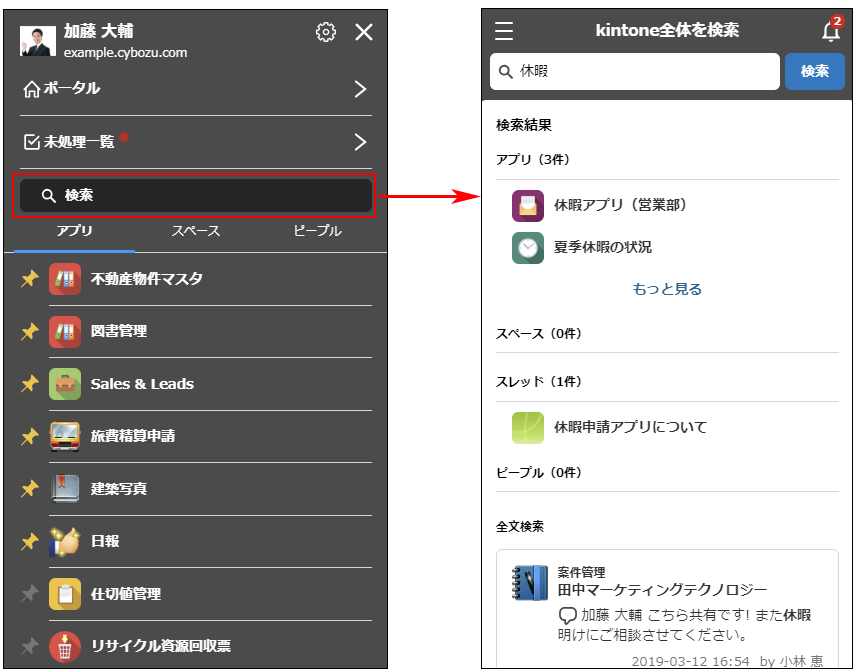 加藤 大輔
example.cybozu.com
ポータル
未処理一覧
検索
アプリ スペース ピープル
不動産物件マスタ
図書管理
Sales & Leads
旅費精算申請
建築写真
日報
仕切値管理
リサイクル資源回収票
kintone全体を検索
2
休暇
検索
検索結果
アプリ（3件）
休暇アプリ（営業部）
夏季休暇の状況
もっと見る
スペース（0件）
スレッド（1件）
休暇申請アプリについて
ピープル（0件）
全文検索
案件管理
田中マーケティングテクノロジー
加藤 大輔 こちら共有です! また休暇
明けにご相談させてください。
2019-03-12 16:54 by 小林 恵